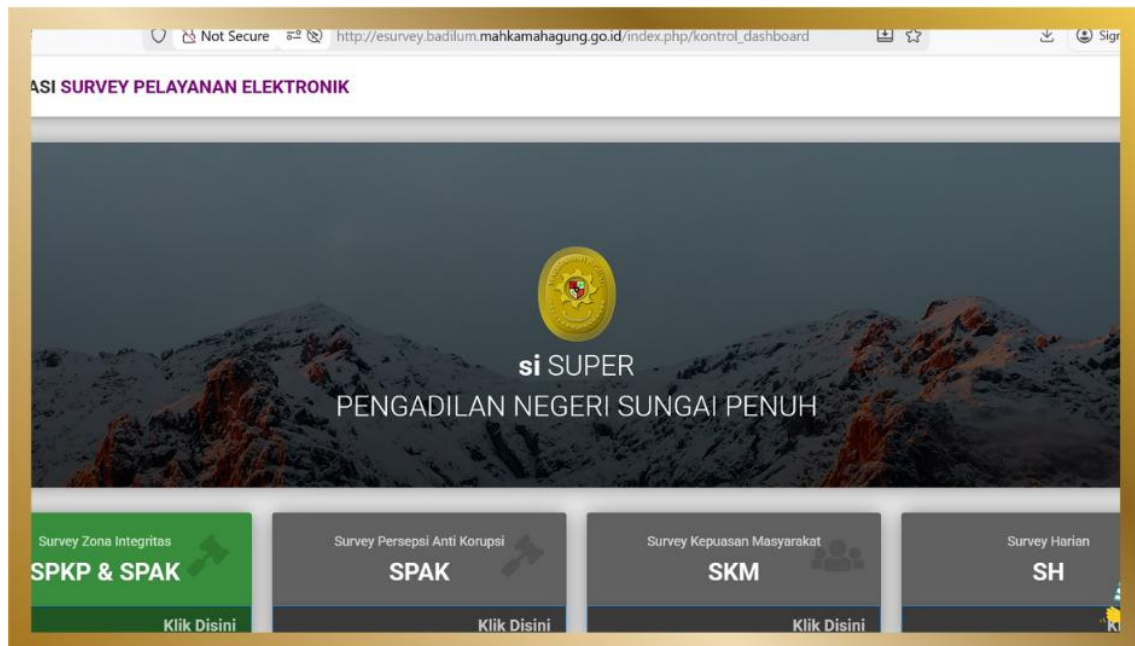 Not Secure http://esurvey.badilum.mahkamahagung.go.id/index.php/kontrol_dashboard
ASI SURVEY PELAYANAN ELEKTRONIK
si SUPER
PENGADILAN NEGERI SUNGAI PENUH
Survey Zona Integritas
SPKP & SPAK
Klik Disini
Survey Persepsi Anti Korupsi
SPAK
Klik Disini
Survey Kepuasan Masyarakat
SKM
Klik Disini
Survey Harian
SH